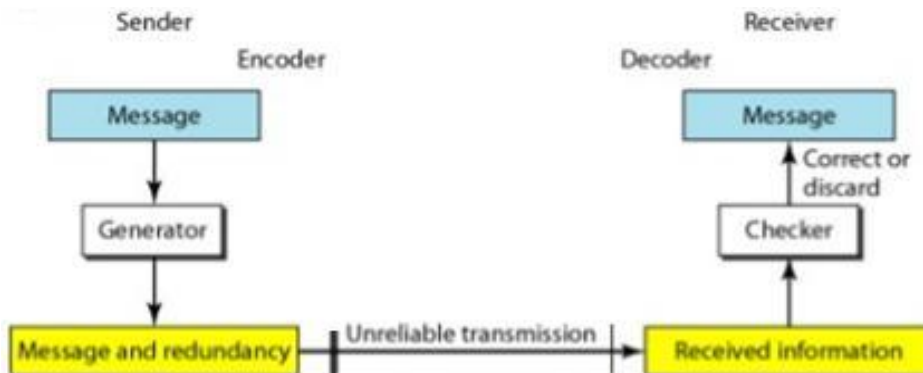 Sender
Receiver
Encoder
Decoder
Message
Message
Correct or
discard
Generator
Checker
Unreliable transmission
Message and redundancy
Received information